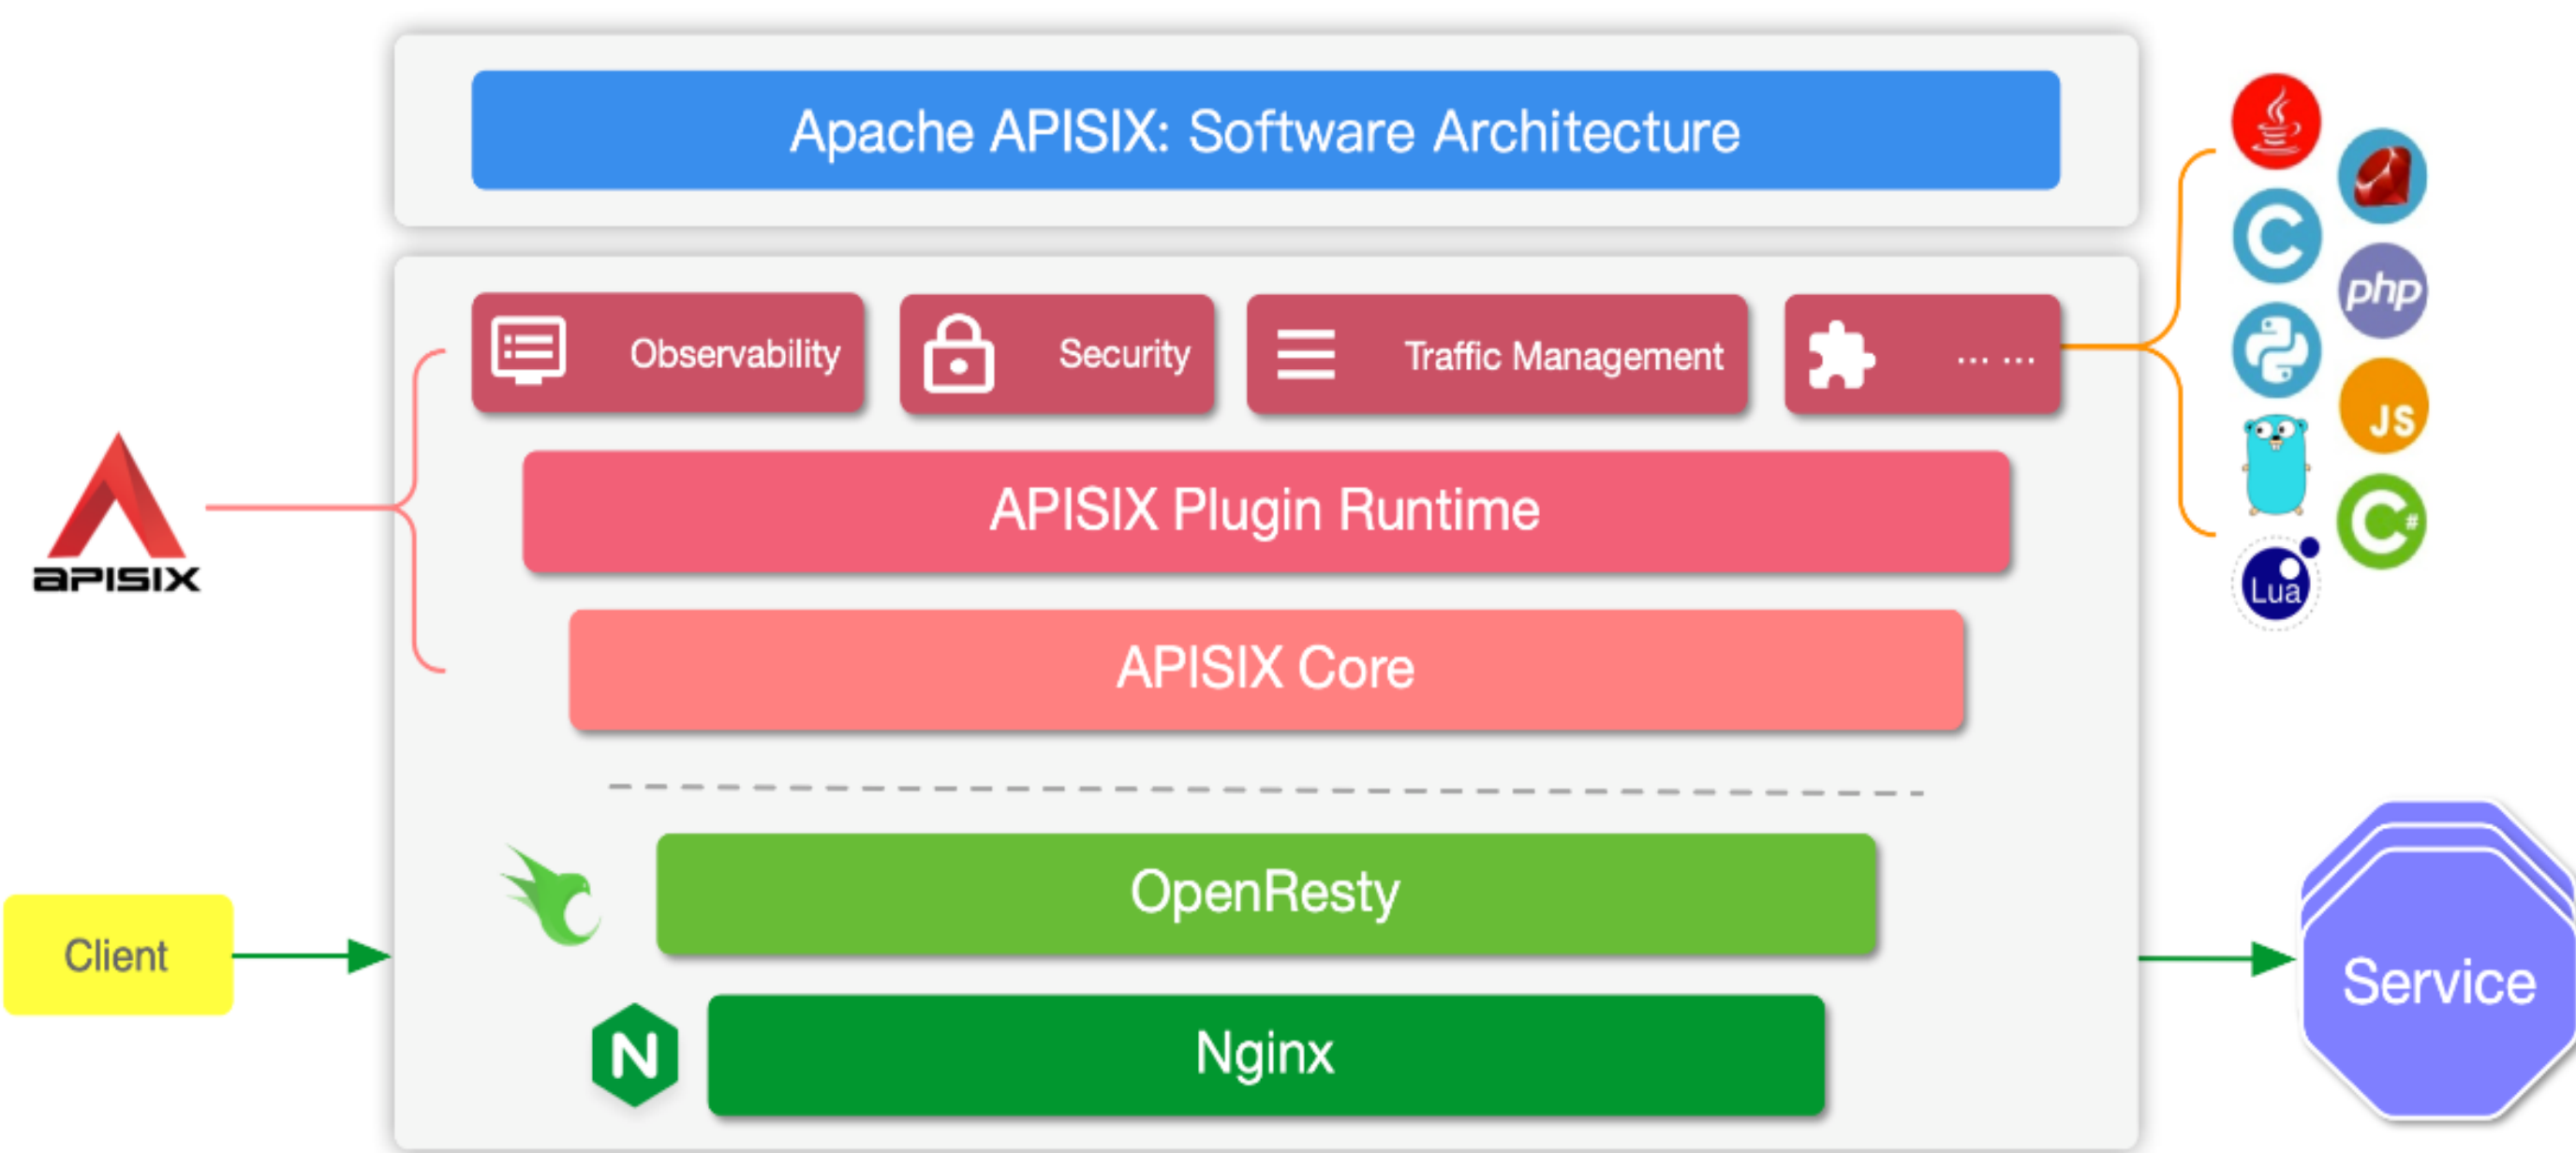 Apache APISIX: Software Architecture
Observability
Security
Traffic Management
... ...
APISIX Plugin Runtime
APISIX Core
OpenResty
Nginx
N
APISIX
Client
Service
C
php
JS
C#
Lua